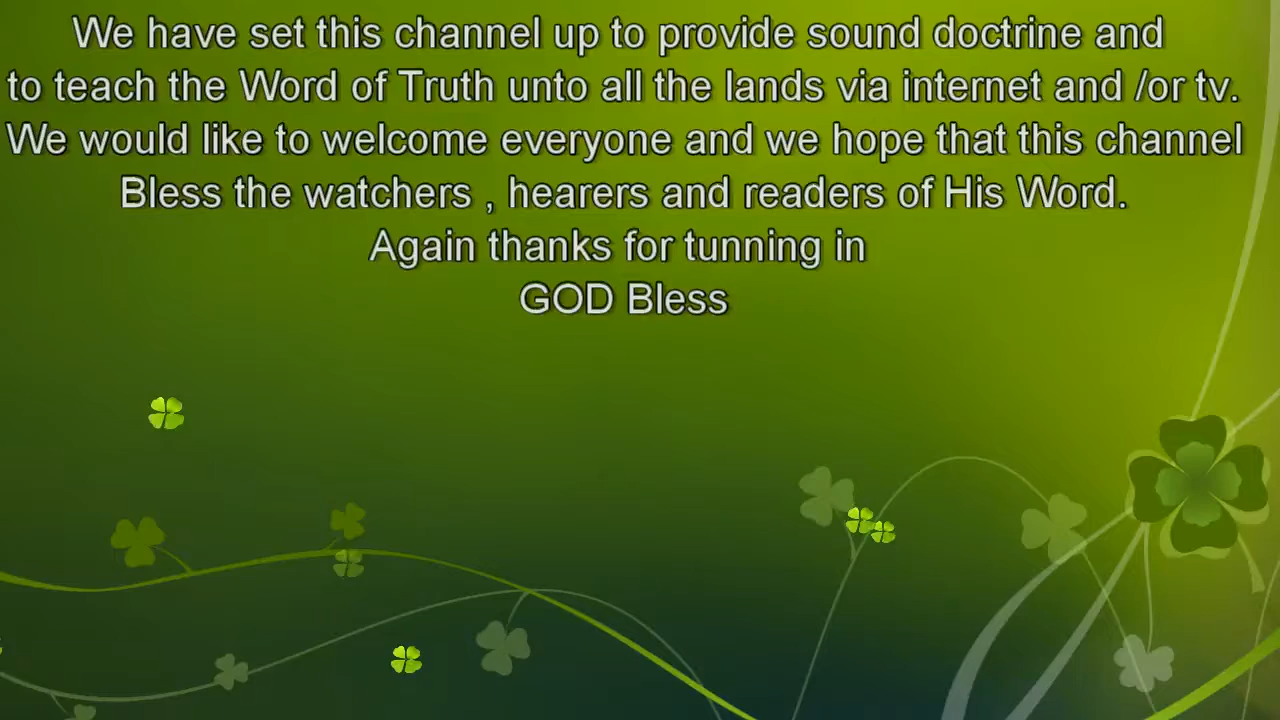 We have set this channel up to provide sound doctrine and
to teach the Word of Truth unto all the lands via internet and /or tv.
We would like to welcome everyone and we hope that this channel
Bless the watchers , hearers and readers of His Word.
Again thanks for tunning in
GOD Bless